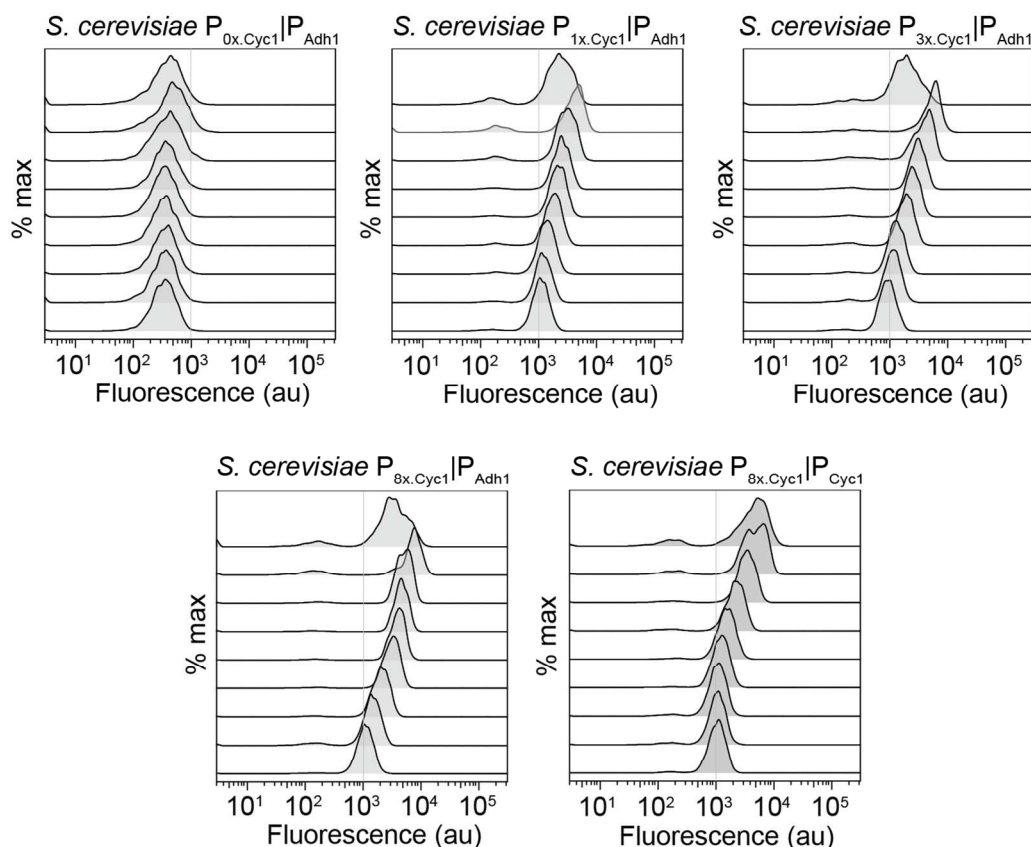 S. cerevisiae P0x.Cyc1|PAdh1
S. cerevisiae P1x.Cyc1|PAdh1
S. cerevisiae P3x.Cyc1|PAdh1
% max
% max
% max
10¹ 10² 10³ 10⁴ 10⁵
10¹ 10² 10³ 10⁴ 10⁵
10¹ 10² 10³ 10⁴ 10⁵
Fluorescence (au)
Fluorescence (au)
Fluorescence (au)
S. cerevisiae P8x.Cyc1|PAdh1
S. cerevisiae P8x.Cyc1|PCyc1
% max
% max
10¹ 10² 10³ 10⁴ 10⁵
10¹ 10² 10³ 10⁴ 10⁵
Fluorescence (au)
Fluorescence (au)